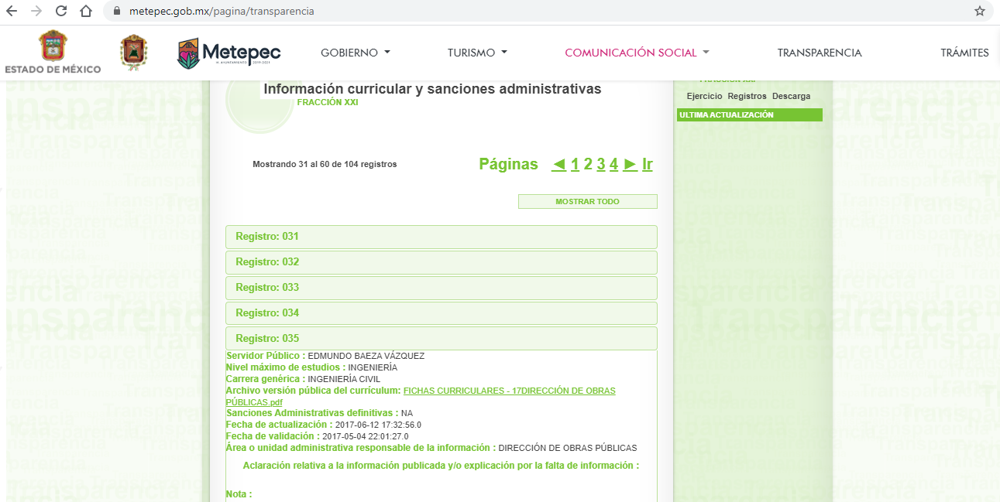 metepec.gob.mx/pagina/transparencia
ESTADO DE MÉXICO
Metepec
H. AYUNTAMIENTO 2019-2021
GOBIERNO
TURISMO
COMUNICACIÓN SOCIAL
TRANSPARENCIA
TRÁMITES
Información curricular y sanciones administrativas
FRACCIÓN XXI
FRACCIÓN XXI
Ejercicio Registros Descarga
ULTIMA ACTUALIZACIÓN
Mostrando 31 al 60 de 104 registros
Páginas ◄ 1 2 3 4 ► Ir
MOSTRAR TODO
Registro: 031
Registro: 032
Registro: 033
Registro: 034
Registro: 035
Servidor Público : EDMUNDO BAEZA VÁZQUEZ
Nivel máximo de estudios : INGENIERÍA
Carrera genérica : INGENIERÍA CIVIL
Archivo versión pública del currículum: FICHAS CURRICULARES - 17DIRECCIÓN DE OBRAS
PÚBLICAS.pdf
Sanciones Administrativas definitivas : NA
Fecha de actualización : 2017-06-12 17:32:56.0
Fecha de validación : 2017-05-04 22:01:27.0
Área o unidad administrativa responsable de la información : DIRECCIÓN DE OBRAS PÚBLICAS
Aclaración relativa a la información publicada y/o explicación por la falta de información :
Nota :